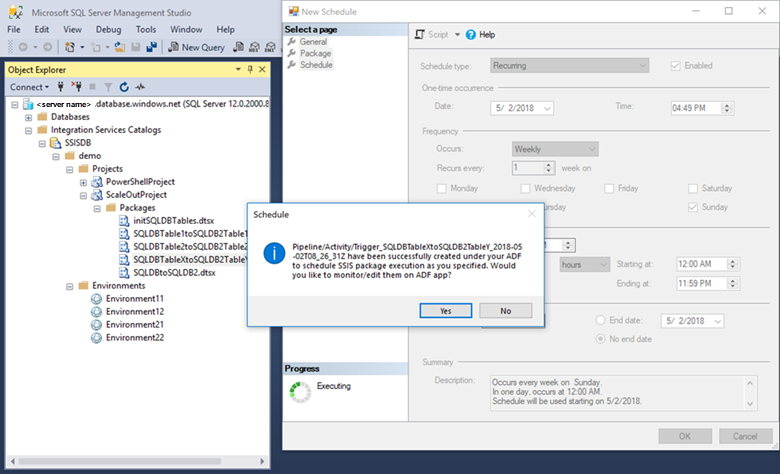 Microsoft SQL Server Management Studio
File Edit View Debug Tools Window Help
New Query
Object Explorer
Connect
<server name> .database.windows.net (SQL Server 12.0.2000.8
Databases
Integration Services Catalogs
SSISDB
demo
Projects
PowerShellProject
ScaleOutProject
Packages
initSQLDBTables.dtsx
SQLDBTable1toSQLDB2Table1
SQLDBTable2toSQLDB2Table2
SQLDBTableXtoSQLDB2TableY
SQLDBtoSQLDB2.dtsx
Environments
Environment11
Environment12
Environment21
Environment22
New Schedule
Select a page
General
Package
Schedule
Script Help
Schedule type: Recurring Enabled
One-time occurrence
Date: 5/ 2/2018 Time: 04:49 PM
Frequency
Occurs: Weekly
Recurs every: 1 week on
Monday Wednesday Friday Saturday
Sunday
hours Starting at: 12:00 AM
Ending at: 11:59 PM
End date: 5/ 2/2018
No end date
Summary
Description: Occurs every week on Sunday.
In one day, occurs at 12:00 AM.
Schedule will be used starting on 5/2/2018.
Progress
Executing
OK Cancel
Schedule
Pipeline/Activity/Trigger_SQLDBTableXtoSQLDB2TableY_2018-05
-02T08_26_31Z have been successfully created under your ADF
to schedule SSIS package execution as you specified. Would
you like to monitor/edit them on ADF app?
Yes No